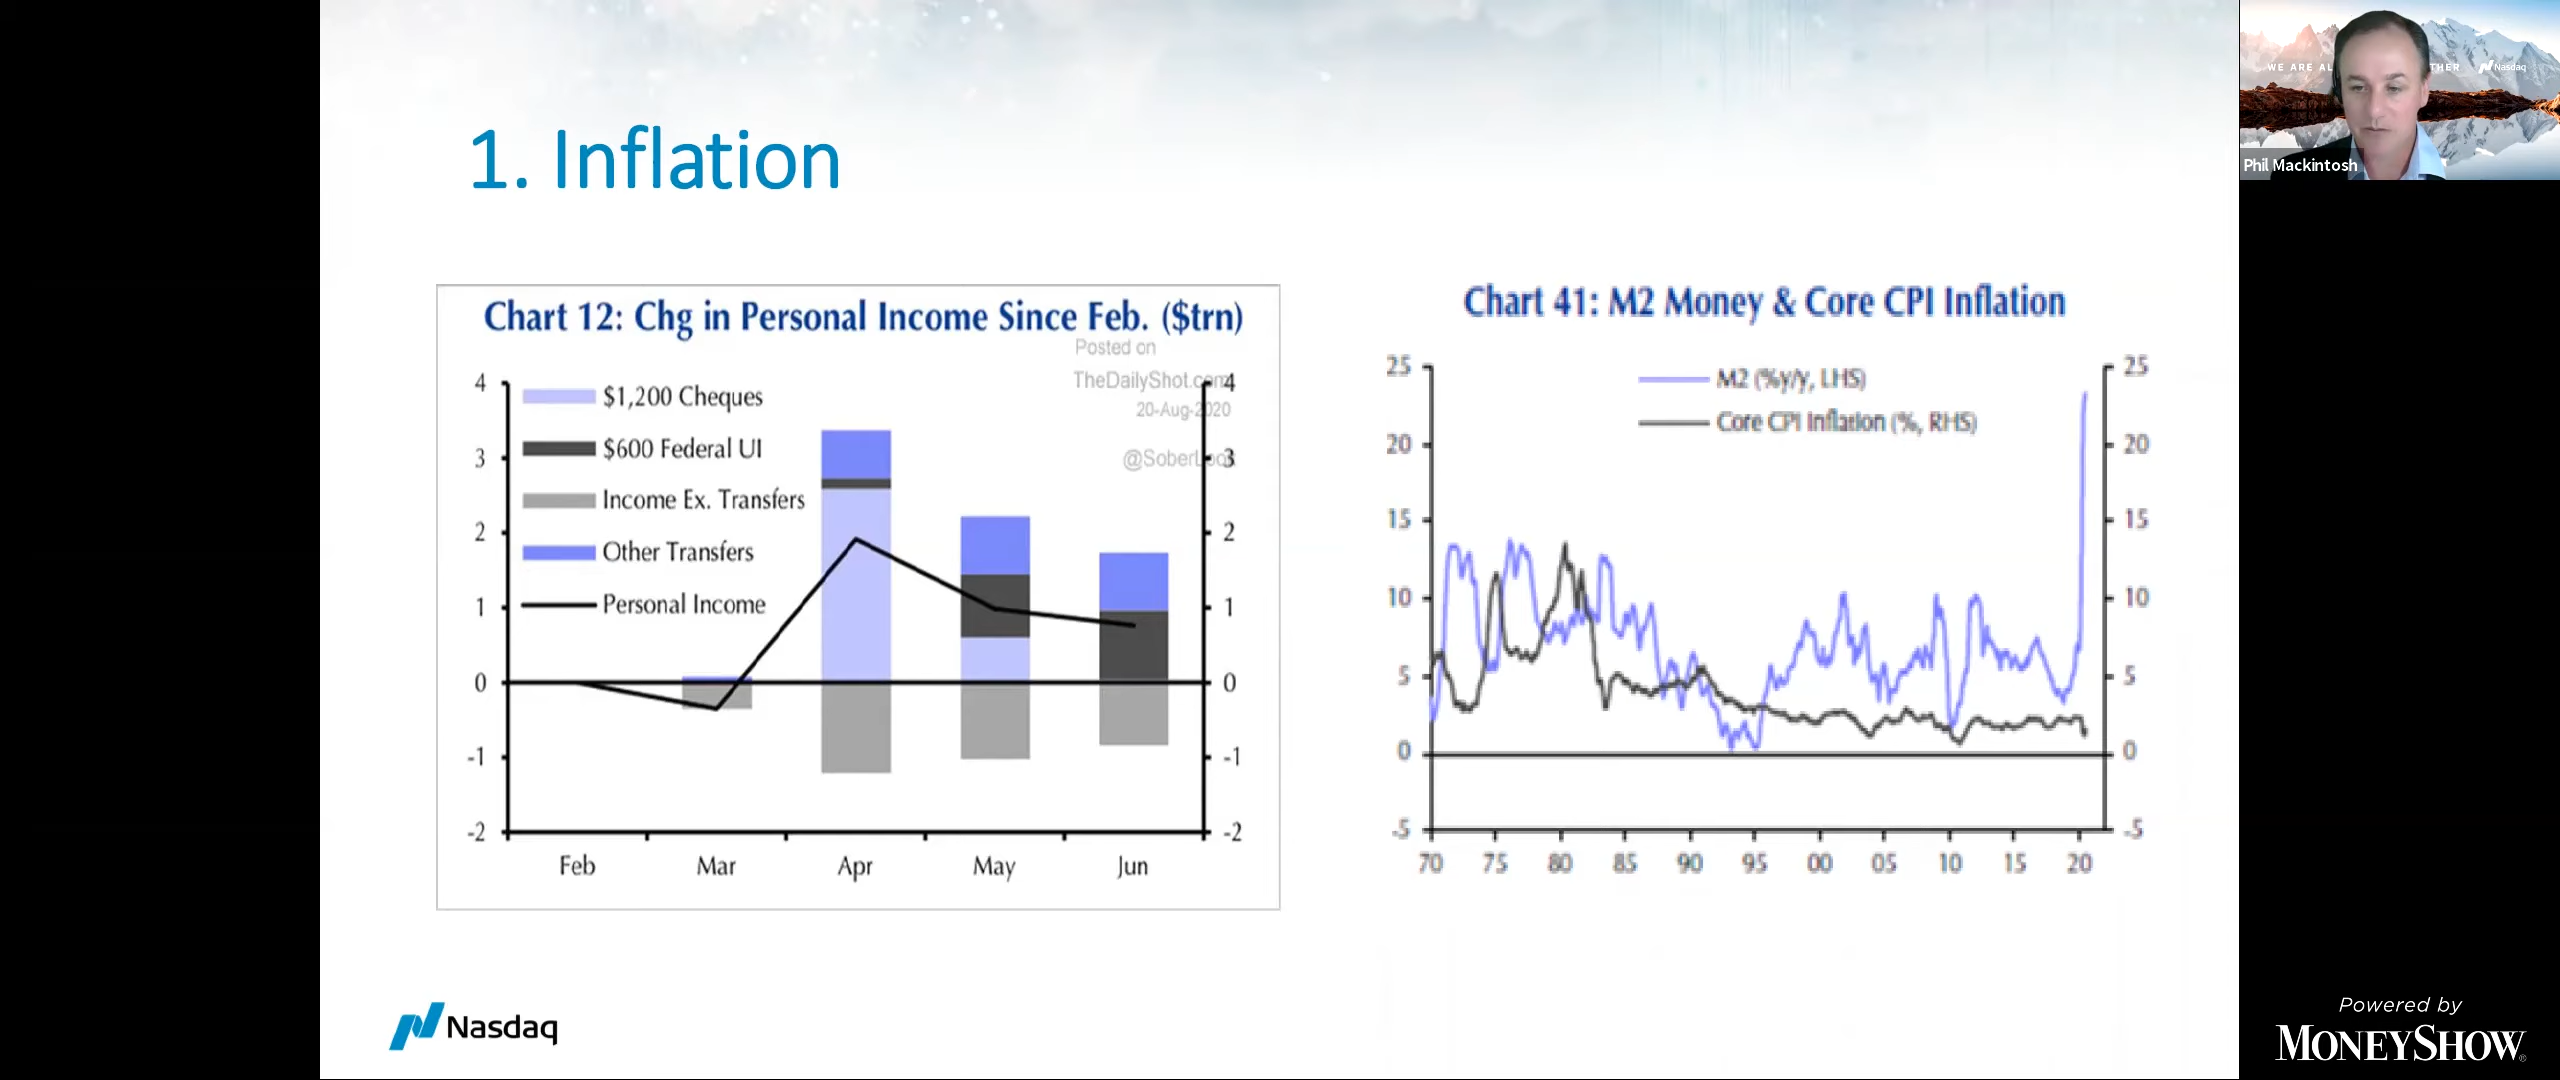 1. Inflation
Chart 12: Chg in Personal Income Since Feb. ($trn)
Posted on
TheDailyShot.com
20-Aug-2020
@SoberLook
$1,200 Cheques
$600 Federal UI
Income Ex. Transfers
Other Transfers
Personal Income
4
3
2
1
0
-1
-2
4
3
2
1
0
-1
-2
Feb Mar Apr May Jun
Chart 41: M2 Money & Core CPI Inflation
M2 (%y/y, LHS)
Core CPI Inflation (%, RHS)
25
20
15
10
5
0
-5
25
20
15
10
5
0
-5
70 75 80 85 90 95 00 05 10 15 20
Nasdaq
WE ARE AL THER Nasdaq
Phil Mackintosh
Powered by
MONEYSHOW